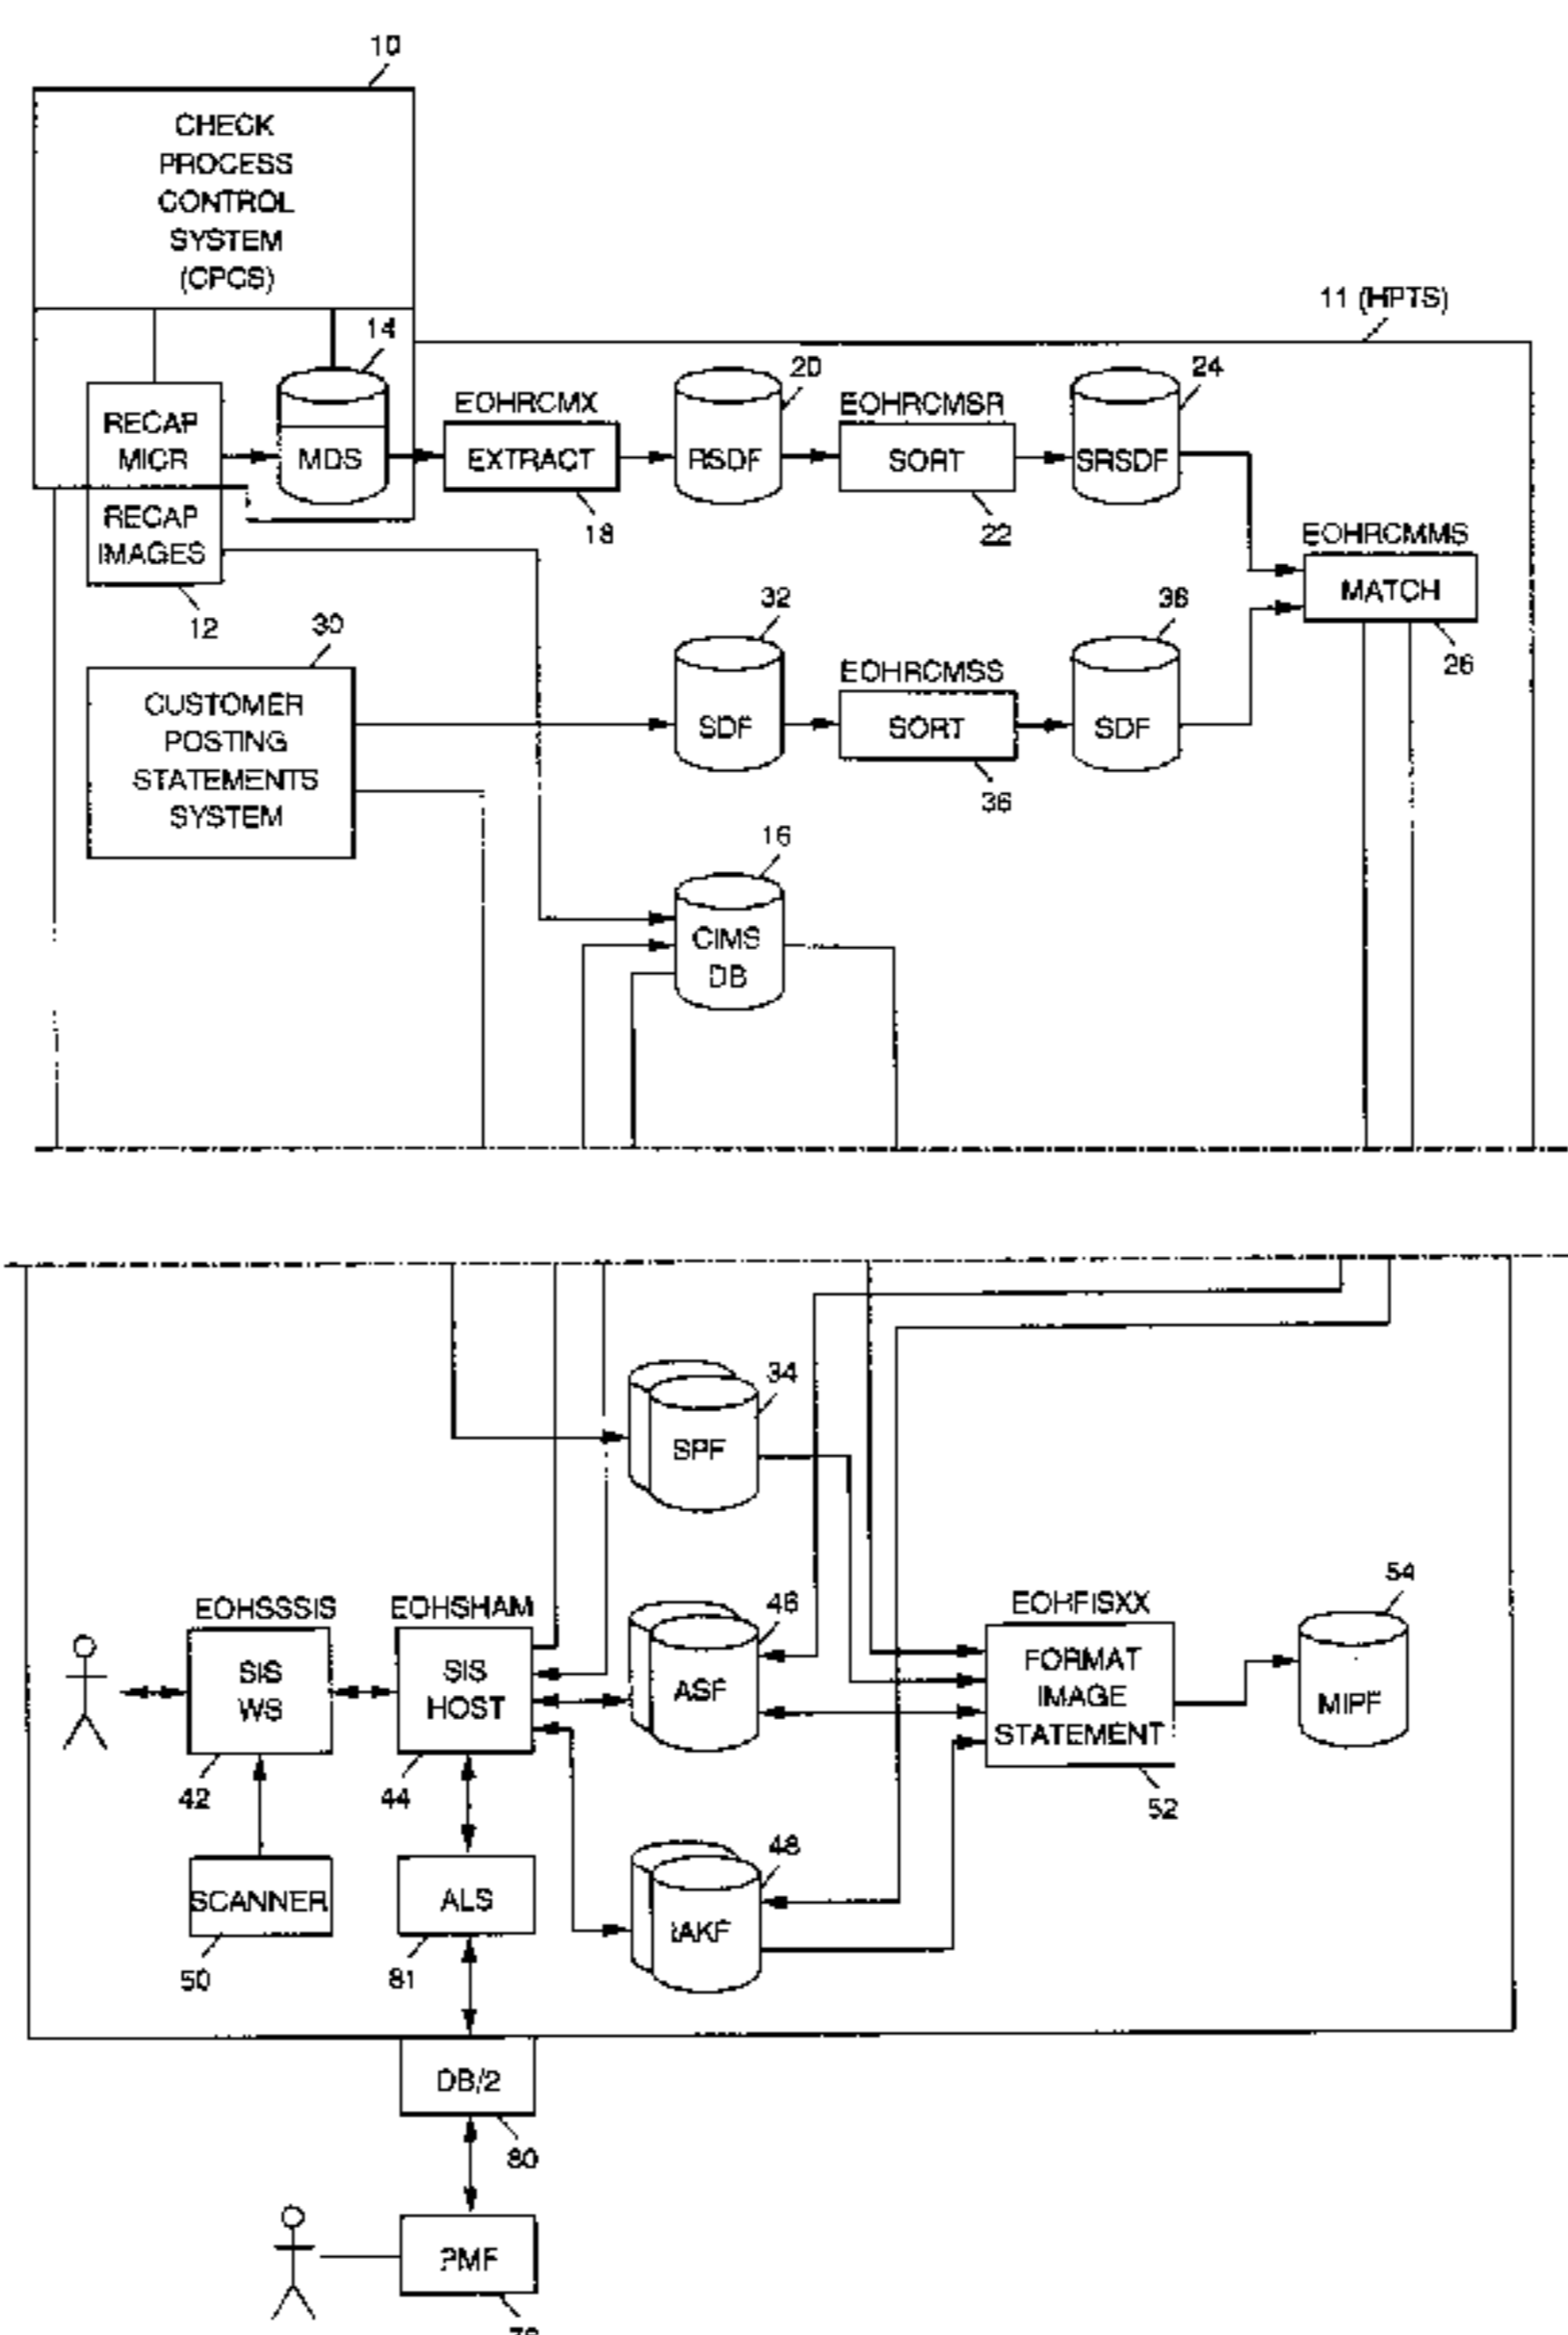 10
CHECK
PROCESS
CONTROL
SYSTEM
(CPCS)
11 (HPTS)
14
20
24
EOHRCMX
EOHRCMSR
RECAP
MICR
MDS
EXTRACT
RSDF
SORT
SRSDF
RECAP
IMAGES
18
22
EOHRCMMS
MATCH
12
30
32
38
26
EOHRCMSS
CUSTOMER
POSTING
STATEMENTS
SYSTEM
SDF
SORT
SDF
36
16
CIMS
DB
34
SPF
EOHSSSIS
EOHSHAM
46
EOHFISXX
54
SIS
WS
SIS
HOST
ASF
FORMAT
IMAGE
STATEMENT
MIPF
42
44
52
48
SCANNER
ALS
IAKF
50
81
DB/2
80
PMF